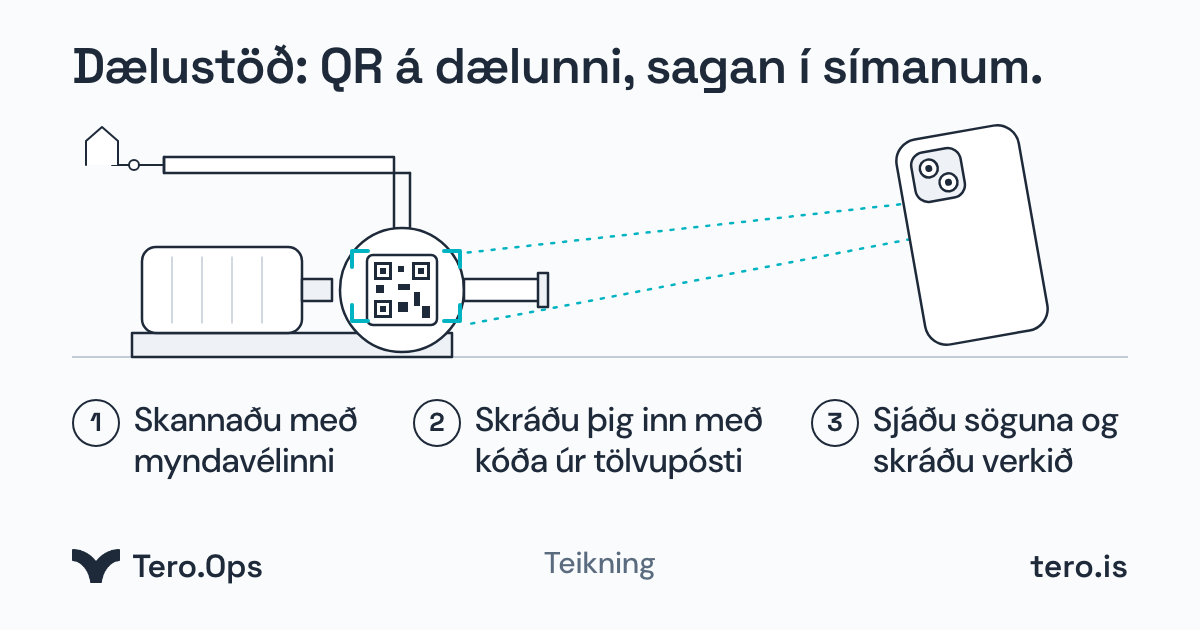 Dælustöð: QR á dælunni, sagan í símanum.
1 Skannaðu með
myndavélinni
2 Skráðu þig inn með
kóða úr tölvupósti
3 Sjáðu söguna og
skráðu verkið
Tero.Ops
Teikning
tero.is